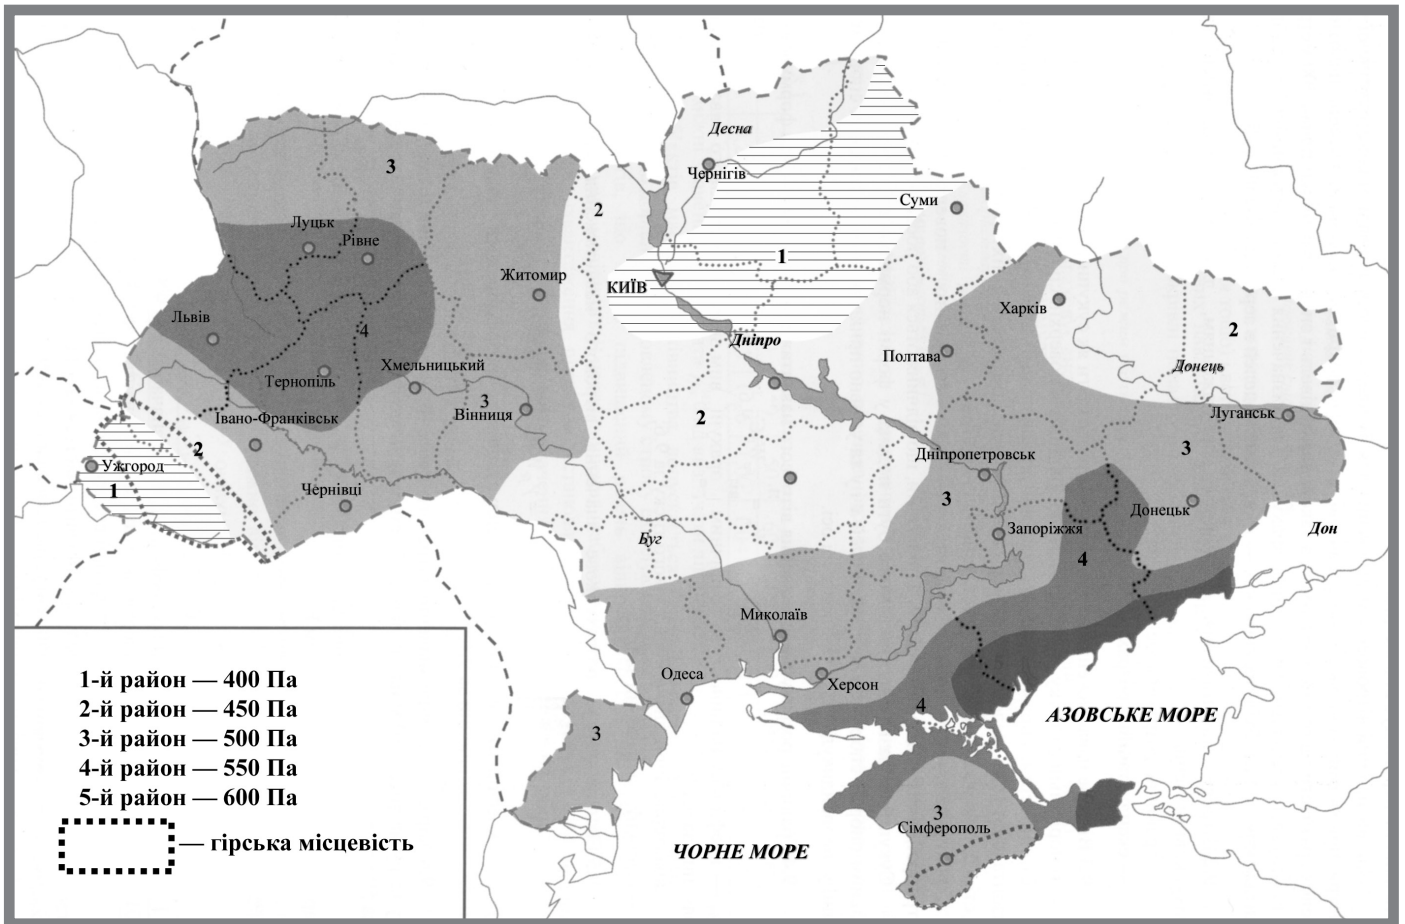 Десна
3
Чернігів
Суми
2
Луцьк
Рівне
1
Житомир
КИЇВ
Харків
Львів
4
2
Дніпро
Полтава
Хмельницький
Донець
Тернопіль
3
Вінниця
Івано-Франківськ
2
Луганськ
2
3
Дніпропетровськ
Ужгород
1
Чернівці
3
Донецьк
Запоріжжя
Дон
Буг
4
Миколаїв
Одеса
Херсон
4
АЗОВСЬКЕ МОРЕ
3
1-й район — 400 Па
2-й район — 450 Па
3-й район — 500 Па
4-й район — 550 Па
5-й район — 600 Па
— гірська місцевість
3
Сімферополь
ЧОРНЕ МОРЕ